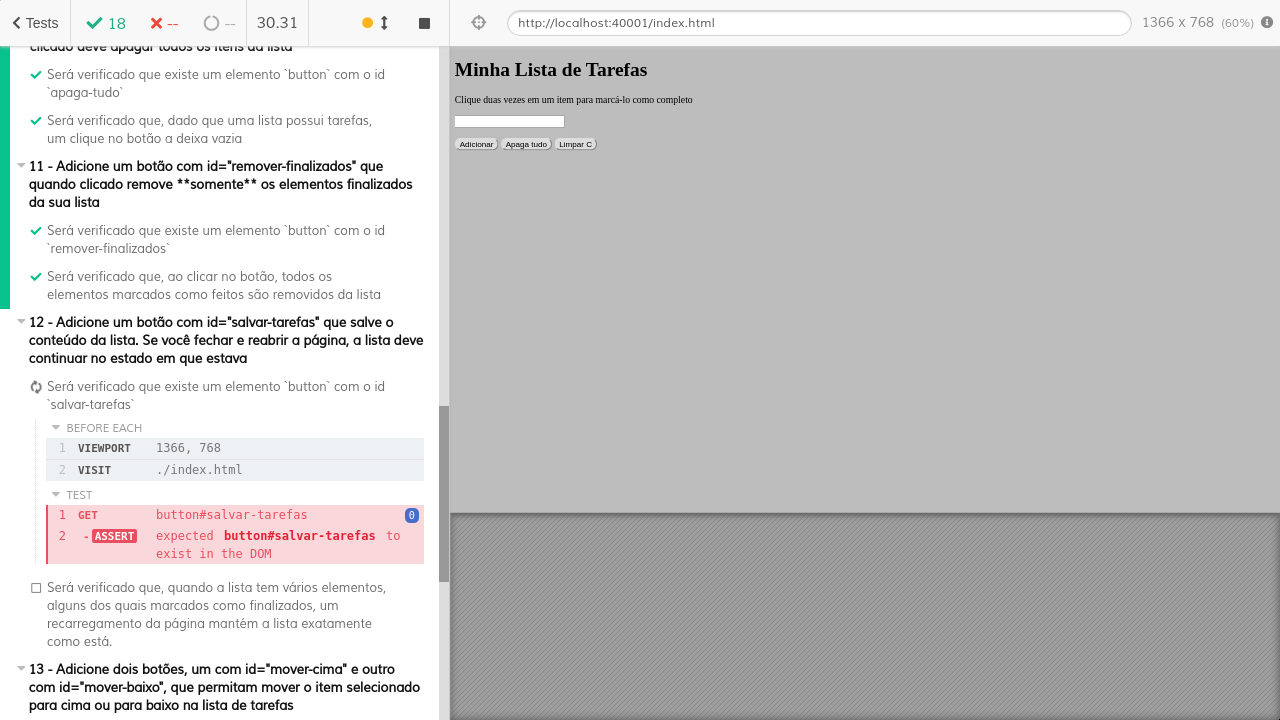 Tests
18
--
--
30.31
http://localhost:40001/index.html
1366 x 768 (60%)
clicado deve apagar todos os itens da lista
Será verificado que existe um elemento `button` com o id
`apaga-tudo`
Será verificado que, dado que uma lista possui tarefas,
um clique no botão a deixa vazia
11 - Adicione um botão com id="remover-finalizados" que
quando clicado remove **somente** os elementos finalizados
da sua lista
Será verificado que existe um elemento `button` com o id
`remover-finalizados`
Será verificado que, ao clicar no botão, todos os
elementos marcados como feitos são removidos da lista
12 - Adicione um botão com id="salvar-tarefas" que salve o
conteúdo da lista. Se você fechar e reabrir a página, a lista deve
continuar no estado em que estava
Será verificado que existe um elemento `button` com o id
`salvar-tarefas`
BEFORE EACH
1 VIEWPORT 1366, 768
2 VISIT ./index.html
TEST
1 GET button#salvar-tarefas 0
2 -ASSERT expected button#salvar-tarefas to
exist in the DOM
Será verificado que, quando a lista tem vários elementos,
alguns dos quais marcados como finalizados, um
recarregamento da página mantém a lista exatamente
como está.
13 - Adicione dois botões, um com id="mover-cima" e outro
com id="mover-baixo", que permitam mover o item selecionado
para cima ou para baixo na lista de tarefas
Minha Lista de Tarefas
Clique duas vezes em um item para marcá-lo como completo
Adicionar Apaga tudo Limpar C